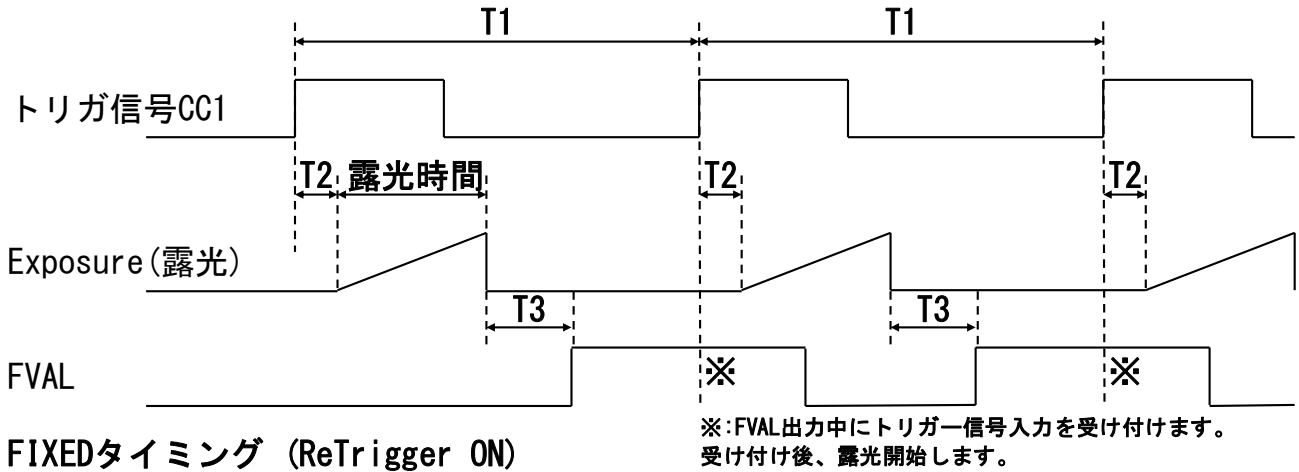 T1 T1
トリガ信号CC1
T2 露光時間 T2 T2
Exposure(露光)
T3 T3
FVAL ※ ※
※:FVAL出力中にトリガー信号入力を受け付けます。
受け付け後、露光開始します。
FIXEDタイミング (ReTrigger ON)